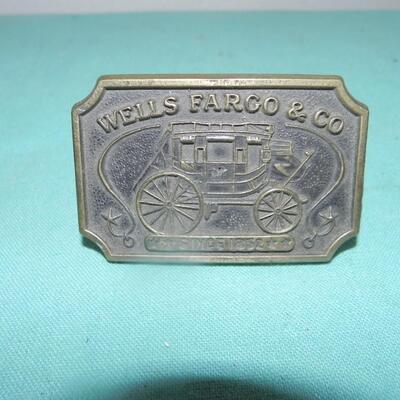 WELLS FARGO & CO
SINCE 1852